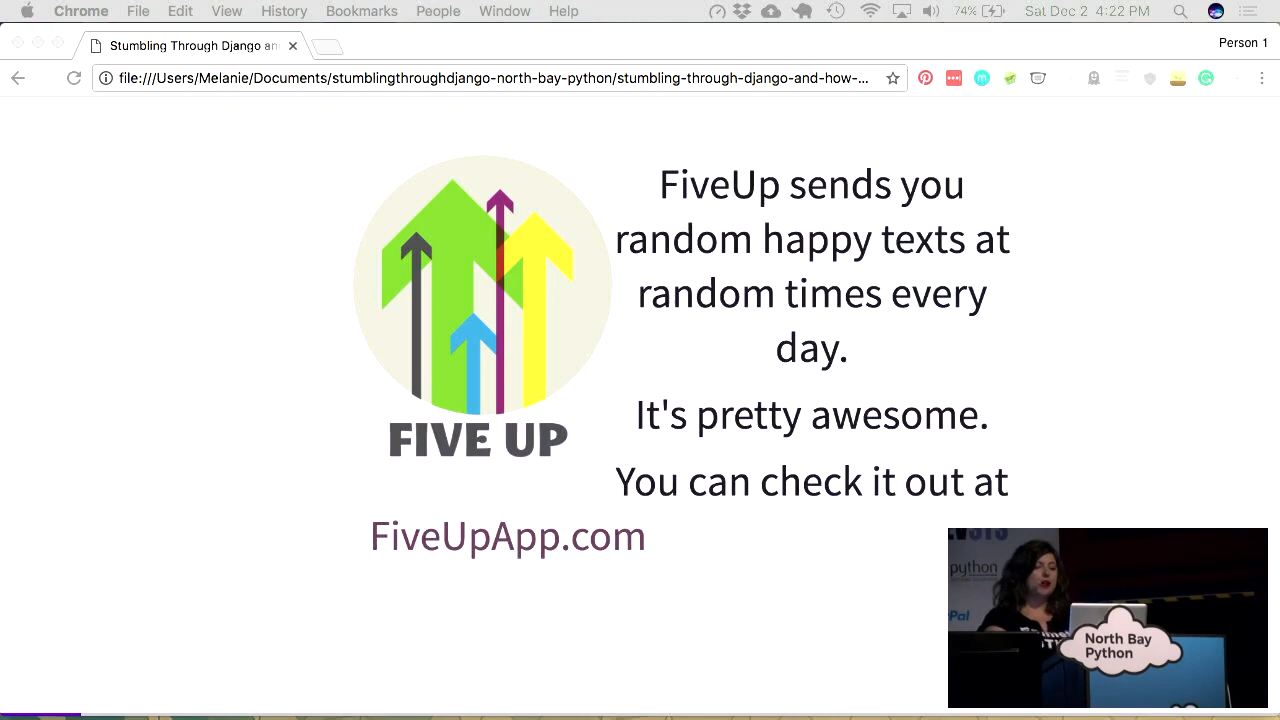 Chrome File Edit View History Bookmarks People Window Help 74% Sat Dec 2 4:22 PM
Stumbling Through Django an
Person 1
file:///Users/Melanie/Documents/stumblingthroughdjango-north-bay-python/stumbling-through-django-and-how-...
FiveUp sends you
random happy texts at
random times every
day.
It's pretty awesome.
FIVE UP
You can check it out at
FiveUpApp.com
python
Pal
North Bay
Python